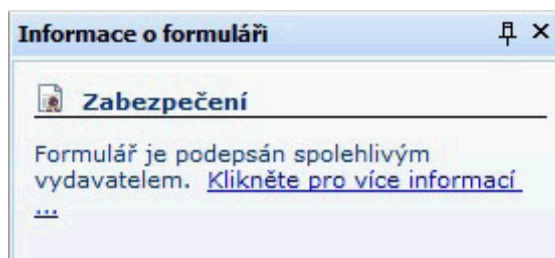 Informace o formuláři
Zabezpečení
Formulář je podepsán spolehlivým
vydavatelem. Klikněte pro více informací
...